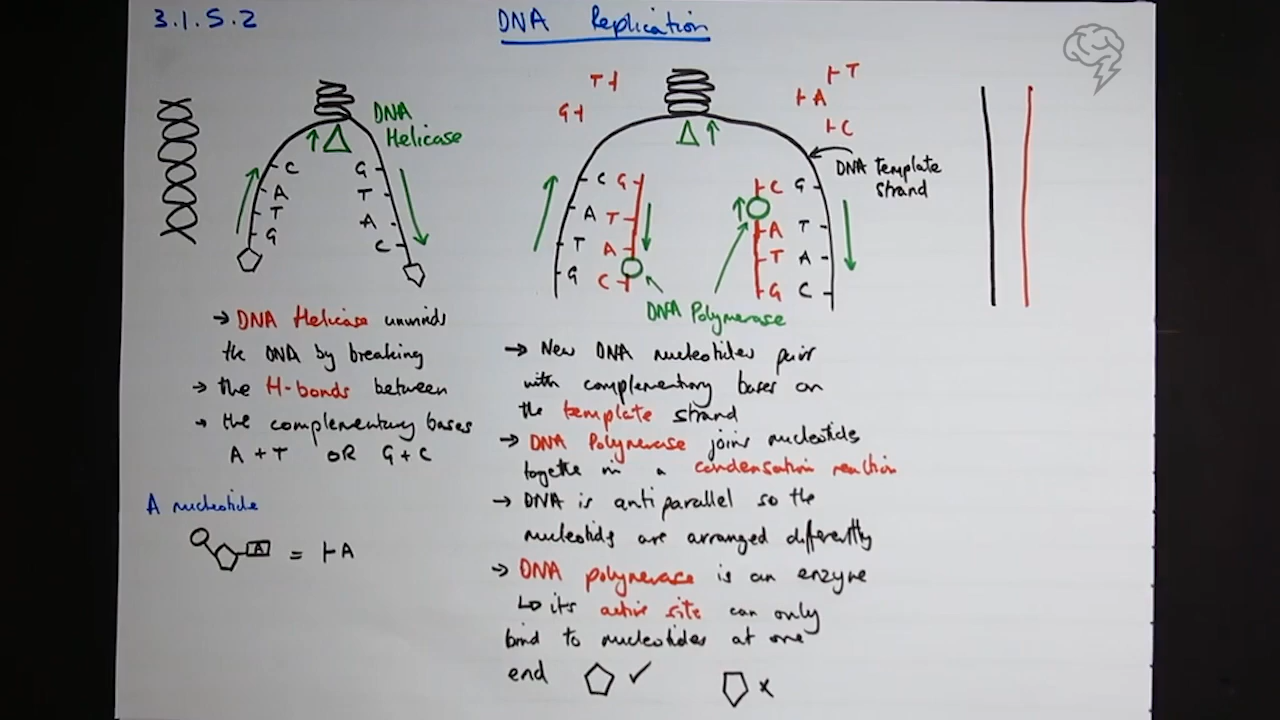 3.1.5.2
DNA Replication
DNA
Helicase
C G
A T
T A
G C
T
G
T
A
C
DNA template
strand
C G
A T
T A
G C
C G
A T
T A
G C
DNA Polymerase
→ DNA Helicase unwinds
the DNA by breaking
→ the H-bonds between
→ the complementary bases
A + T OR G + C
A nucleotide
A = A
→ New DNA nucleotides pair
with complementary bases on
the template strand
→ DNA Polymerase joins nucleotides
together in a condensation reaction
→ DNA is antiparallel so the
nucleotids are arranged differently
→ DNA polymerase is an enzyme
↳ its active site can only
bind to nucleotides at one
end ✓ x